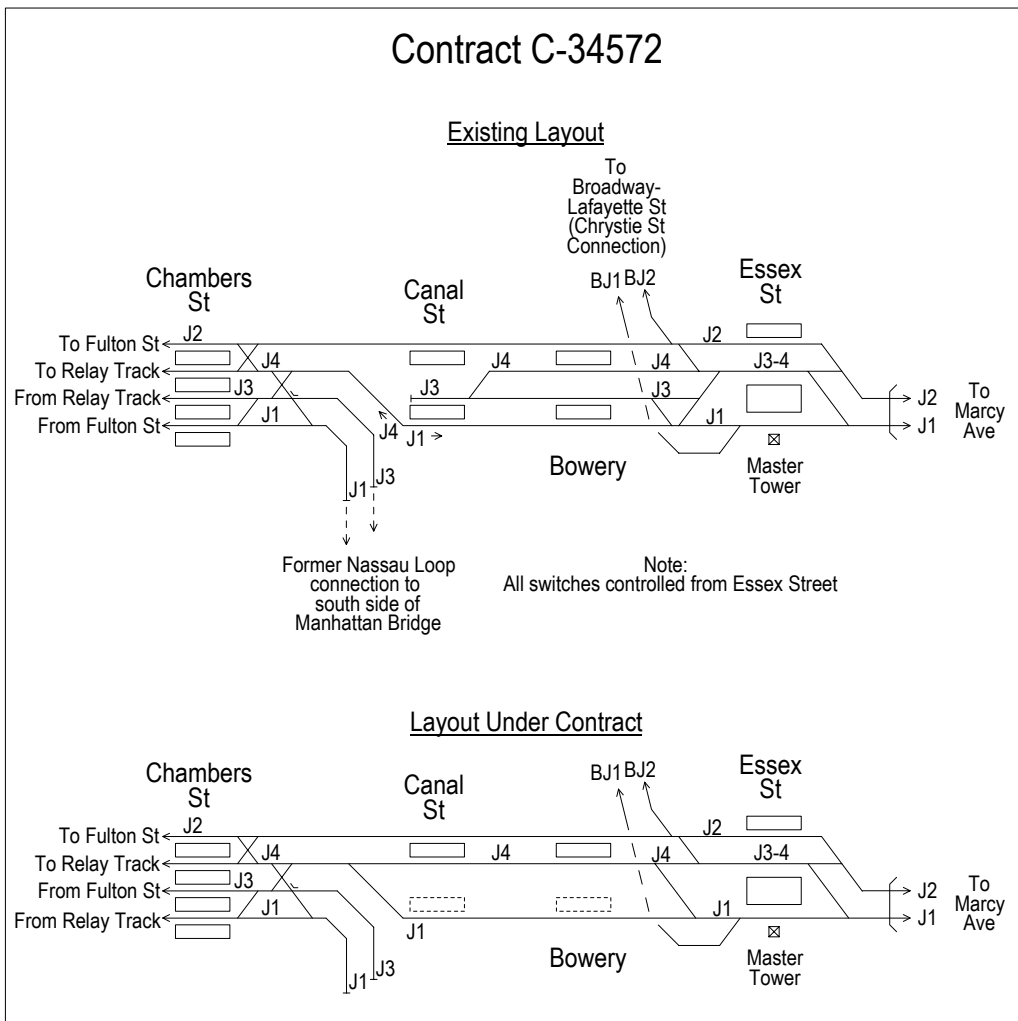 Contract C-34572
Existing Layout
To
Broadway-
Lafayette St
(Chrystie St
Connection)
Chambers
St
Canal
St
Essex
St
BJ1 BJ2
To Fulton St
J2
J2
To Relay Track
J4
J4
J4
J3-4
From Relay Track
J3
J3
J3
J2
To
Marcy
Ave
From Fulton St
J1
J4
J1
J1
J1
Bowery
Master
Tower
J1
J3
Former Nassau Loop
connection to
south side of
Manhattan Bridge
Note:
All switches controlled from Essex Street
Layout Under Contract
Chambers
St
Canal
St
BJ1 BJ2
Essex
St
To Fulton St
J2
J2
To Relay Track
J4
J4
J4
J3-4
From Fulton St
J3
J2
To
Marcy
Ave
From Relay Track
J1
J1
J1
J1
Bowery
Master
Tower
J1
J3